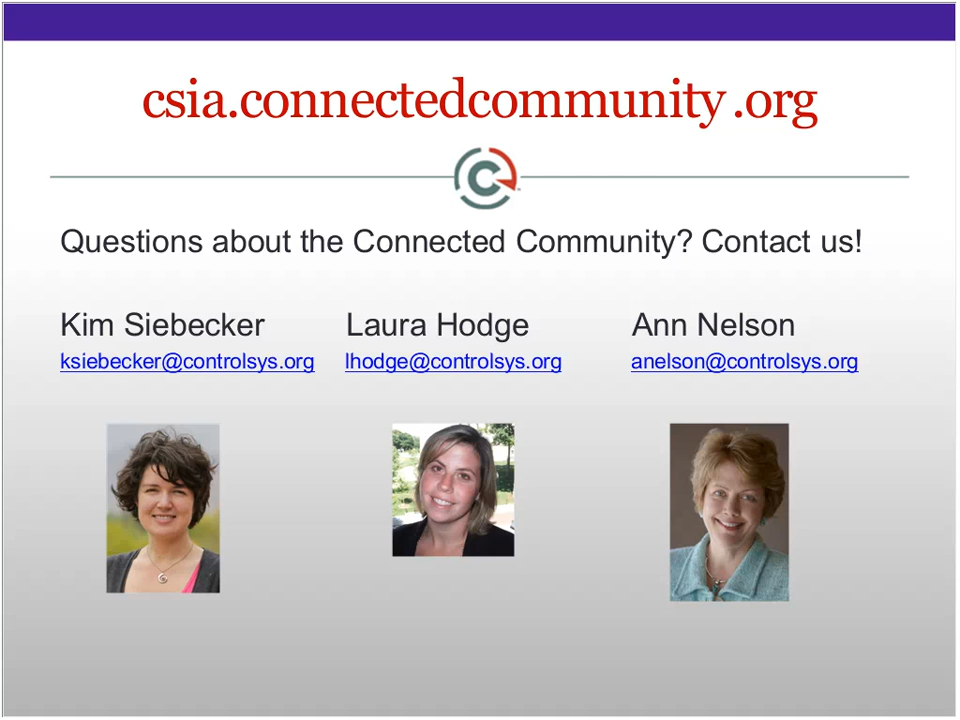 csia.connectedcommunity.org
Questions about the Connected Community? Contact us!
Kim Siebecker Laura Hodge Ann Nelson
ksiebecker@controlsys.org lhodge@controlsys.org anelson@controlsys.org